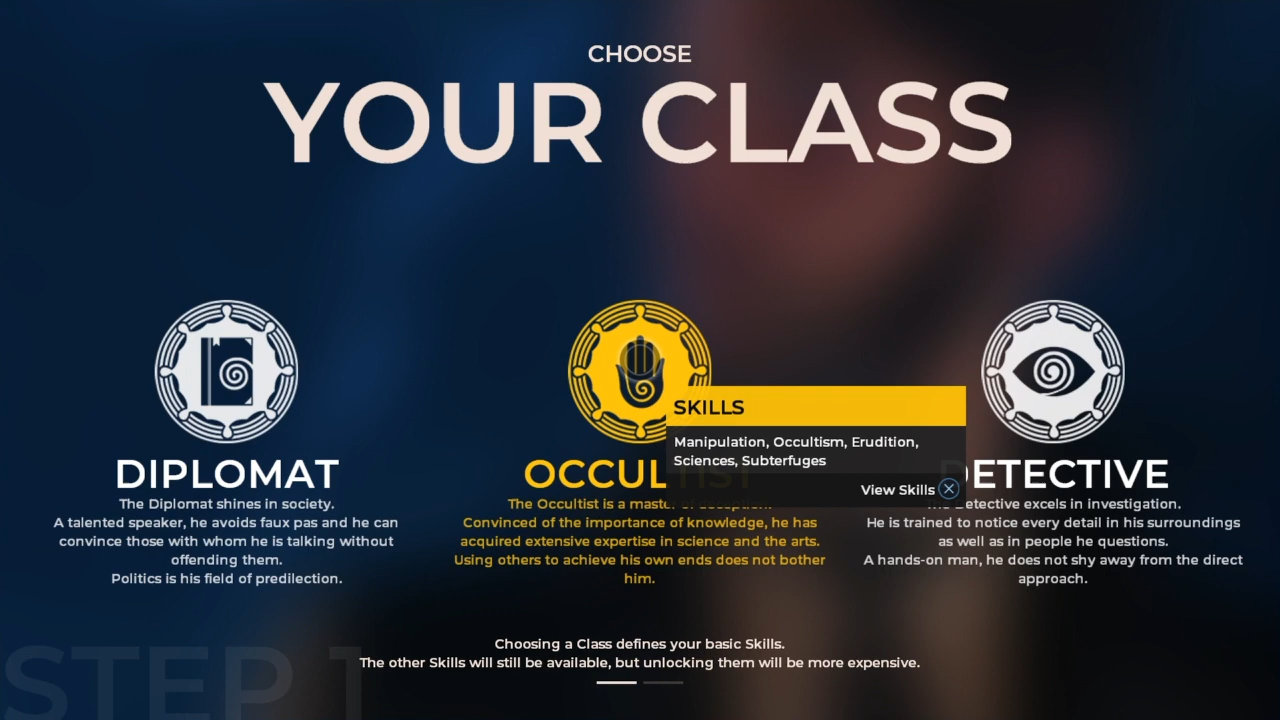 CHOOSE
YOUR CLASS
SKILLS
Manipulation, Occultism, Erudition,
Sciences, Subterfuges
View Skills
DIPLOMAT
The Diplomat shines in society.
A talented speaker, he avoids faux pas and he can
convince those with whom he is talking without
offending them.
Politics is his field of predilection.
OCCULTIST
The Occultist is a master of deception.
Convinced of the importance of knowledge, he has
acquired extensive expertise in science and the arts.
Using others to achieve his own ends does not bother
him.
DETECTIVE
The Detective excels in investigation.
He is trained to notice every detail in his surroundings
as well as in people he questions.
A hands-on man, he does not shy away from the direct
approach.
Choosing a Class defines your basic Skills.
The other Skills will still be available, but unlocking them will be more expensive.
STEP 1